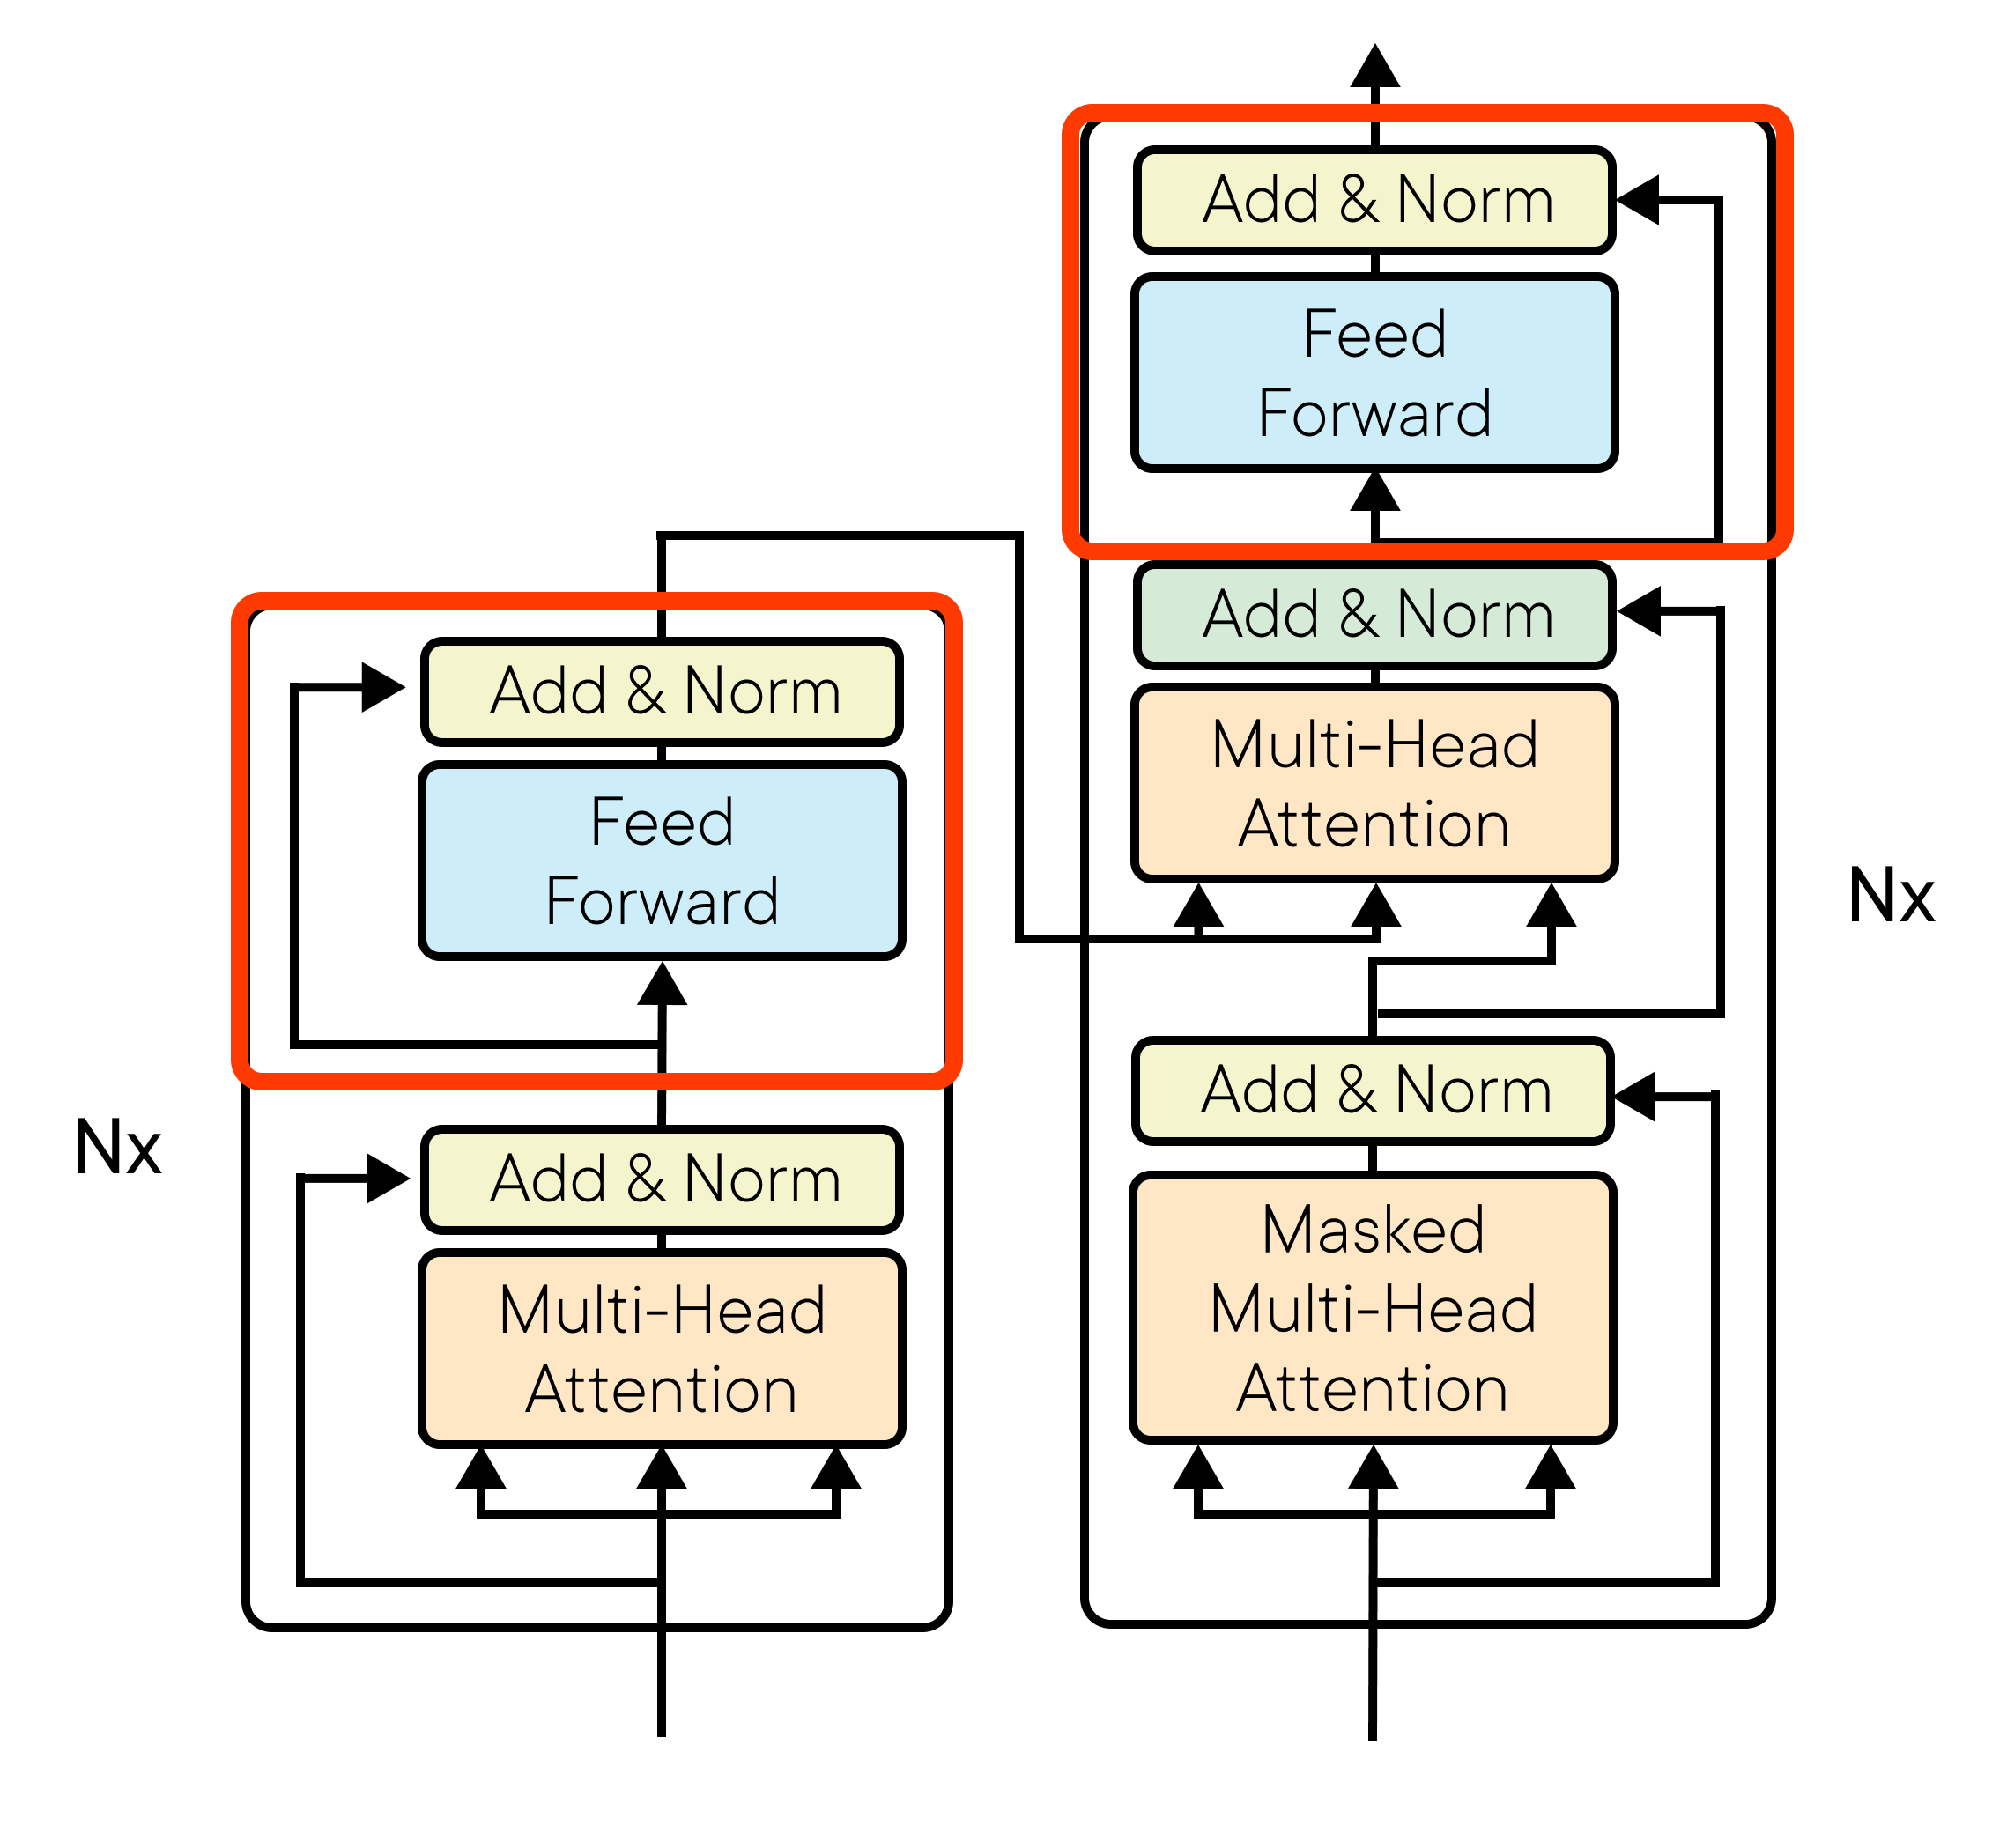 Add & Norm
Feed
Forward
Nx
Add & Norm
Multi-Head
Attention
Add & Norm
Feed
Forward
Add & Norm
Multi-Head
Attention
Nx
Add & Norm
Masked
Multi-Head
Attention